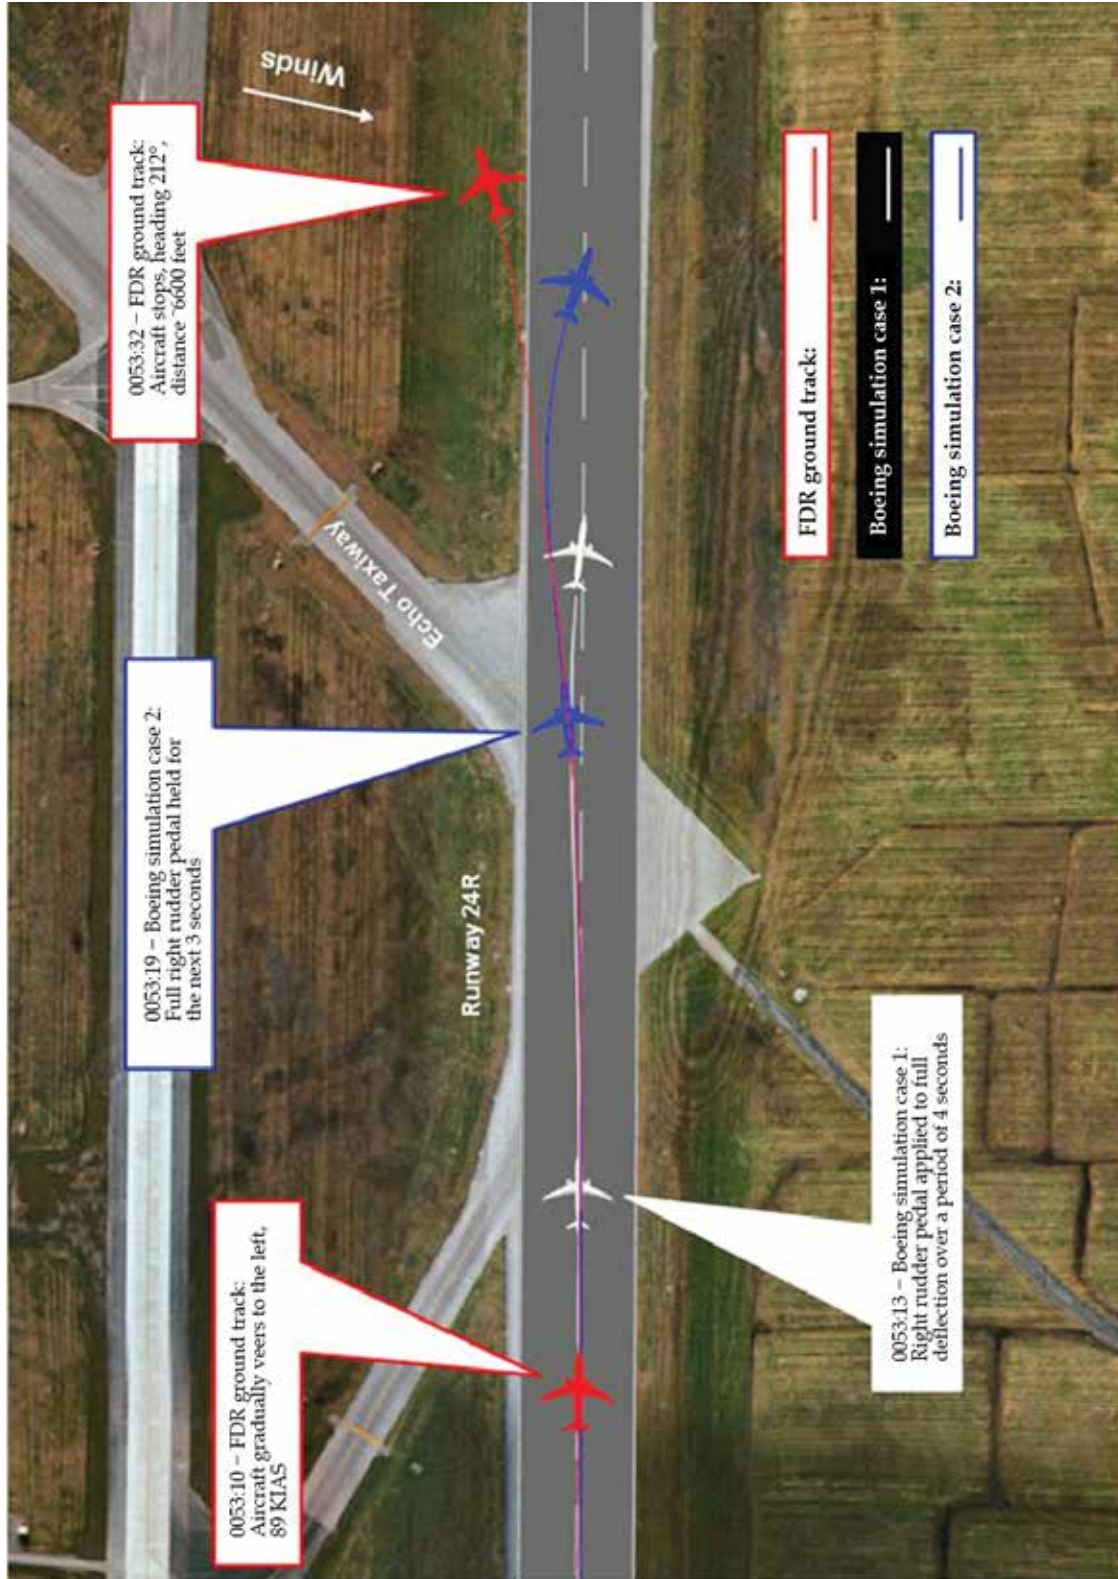 0053:32 – FDR ground track:
Aircraft stops, heading 212°,
distance ~6600 feet
Winds
0053:19 – Boeing simulation case 2:
Full right rudder pedal held for
the next 3 seconds
Echo Taxiway
0053:10 – FDR ground track:
Aircraft gradually veers to the left,
89 KIAS
Runway 24R
0053:13 – Boeing simulation case 1:
Right rudder pedal applied to full
deflection over a period of 4 seconds
FDR ground track:
Boeing simulation case 1:
Boeing simulation case 2: